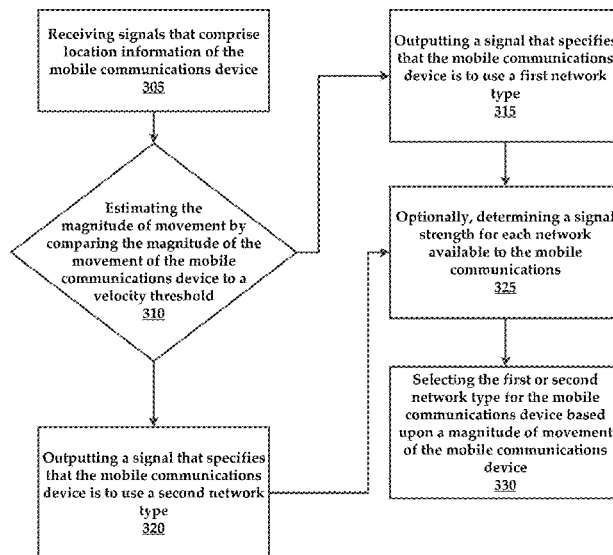 Receiving signals that comprise
location information of the
mobile communications device
305
Estimating the
magnitude of movement by
comparing the magnitude of the
movement of the mobile
communications device to a
velocity threshold
310
Outputting a signal that specifies
that the mobile communications
device is to use a second network
type
320
Outputting a signal that specifies
that the mobile communications
device is to use a first network
type
315
Optionally, determining a signal
strength for each network
available to the mobile
communications
325
Selecting the first or second
network type for the mobile
communications device based
upon a magnitude of movement
of the mobile communications
device
330